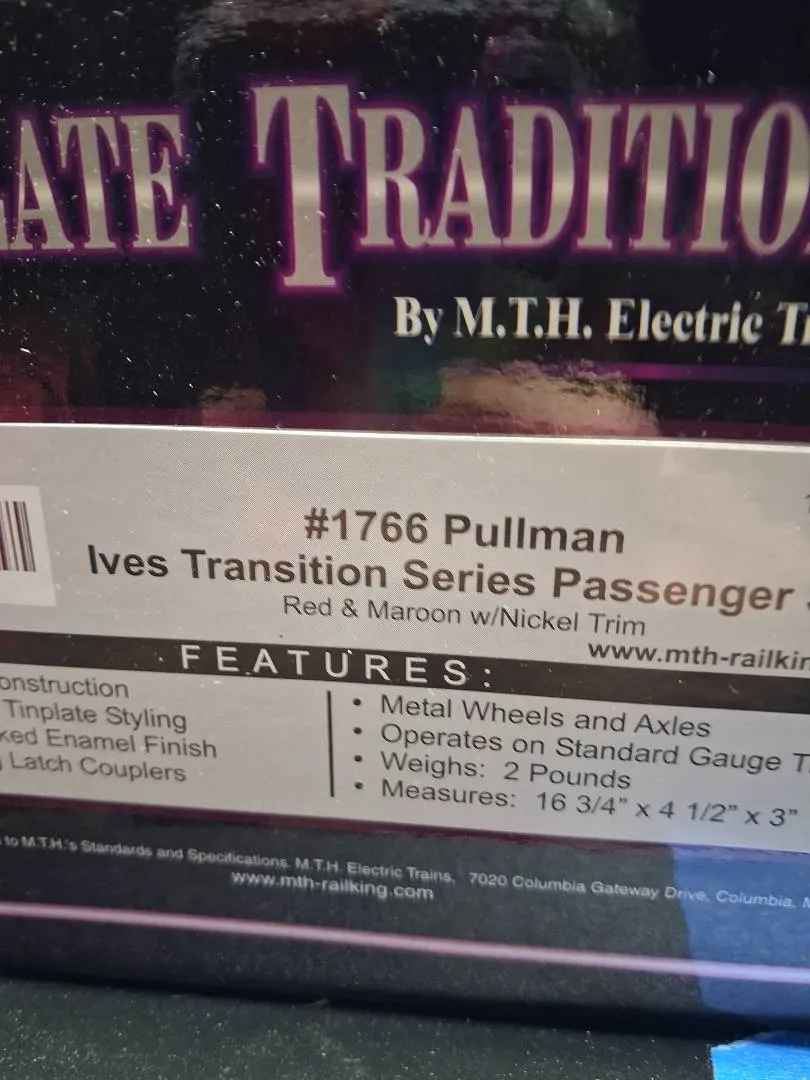 LATE TRADITIO
By M.T.H. Electric Tr
#1766 Pullman
Ives Transition Series Passenger
Red & Maroon w/Nickel Trim
www.mth-railkin
FEATURES:
onstruction
Tinplate Styling
ked Enamel Finish
Latch Couplers
• Metal Wheels and Axles
• Operates on Standard Gauge T
• Weighs: 2 Pounds
• Measures: 16 3/4" x 4 1/2" x 3"
to M.T.H.'s Standards and Specifications. M.T.H. Electric Trains, 7020 Columbia Gateway Drive, Columbia, M
www.mth-railking.com